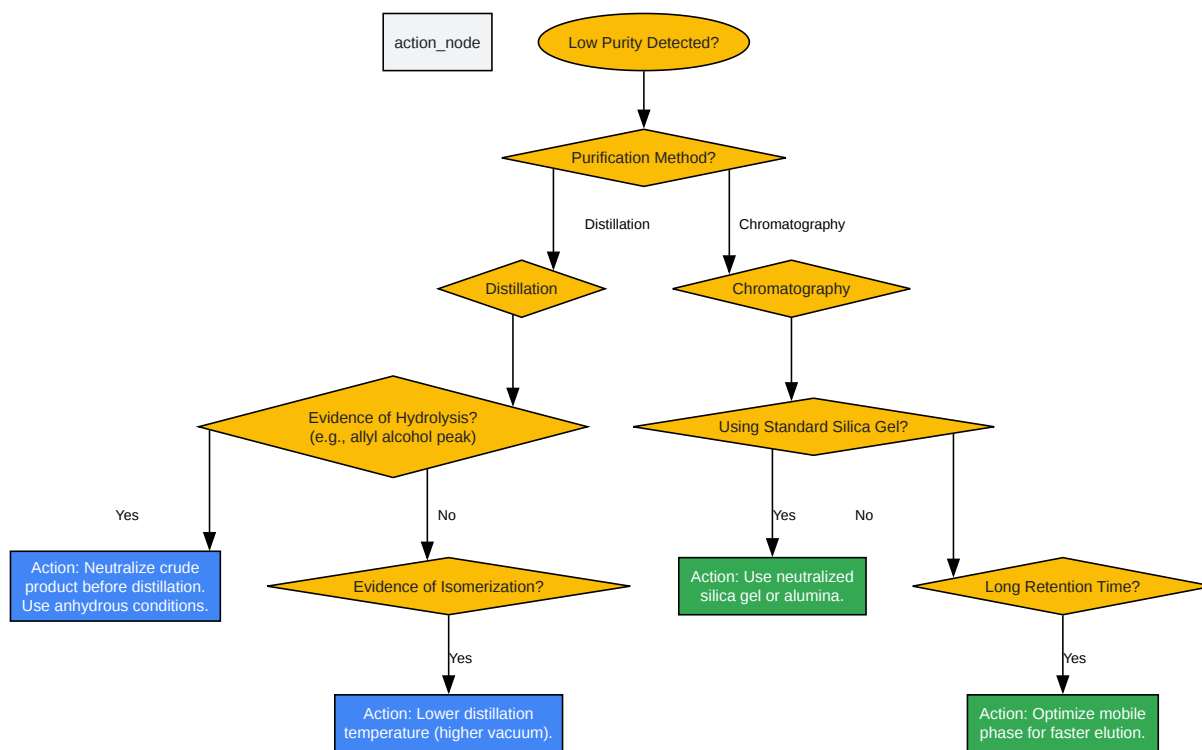 action_node
Low Purity Detected?
Purification Method?
Distillation
Chromatography
Distillation
Chromatography
Evidence of Hydrolysis?
(e.g., allyl alcohol peak)
Using Standard Silica Gel?
Yes
No
Yes
No
Action: Neutralize crude
product before distillation.
Use anhydrous conditions.
Evidence of Isomerization?
Action: Use neutralized
silica gel or alumina.
Long Retention Time?
Yes
Yes
Action: Lower distillation
temperature (higher vacuum).
Action: Optimize mobile
phase for faster elution.